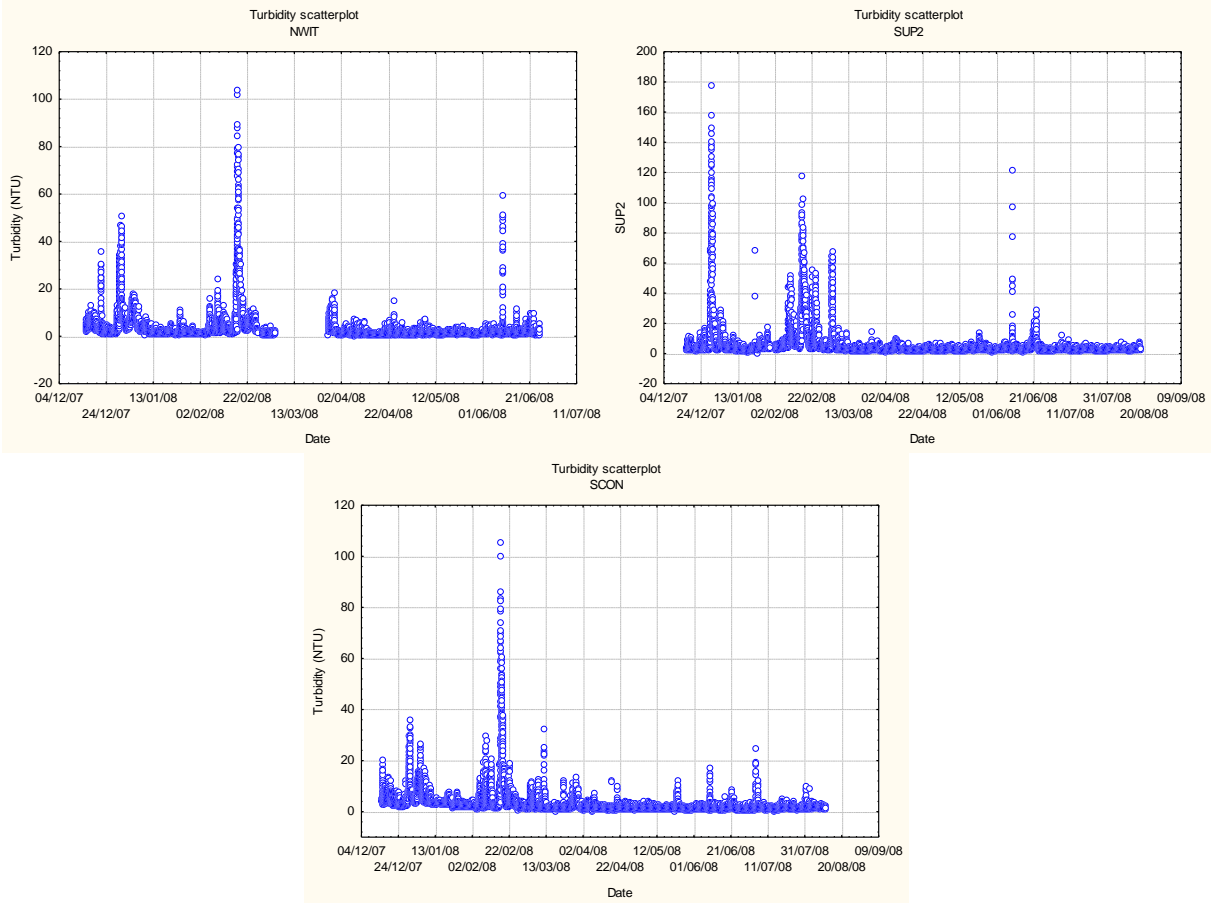 Turbidity scatterplot
NWIT
120
100
80
60
40
20
0
-20
Turbidity (NTU)
04/12/07 13/01/08 22/02/08 02/04/08 12/05/08 21/06/08
24/12/07 02/02/08 13/03/08 22/04/08 01/06/08 11/07/08
Date
Turbidity scatterplot
SUP2
200
180
160
140
120
100
80
60
40
20
0
-20
SUP2
04/12/07 13/01/08 22/02/08 02/04/08 12/05/08 21/06/08 31/07/08 09/09/08
24/12/07 02/02/08 13/03/08 22/04/08 01/06/08 11/07/08 20/08/08
Date
Turbidity scatterplot
SCON
120
100
80
60
40
20
0
Turbidity (NTU)
04/12/07 13/01/08 22/02/08 02/04/08 12/05/08 21/06/08 31/07/08 09/09/08
24/12/07 02/02/08 13/03/08 22/04/08 01/06/08 11/07/08 20/08/08
Date